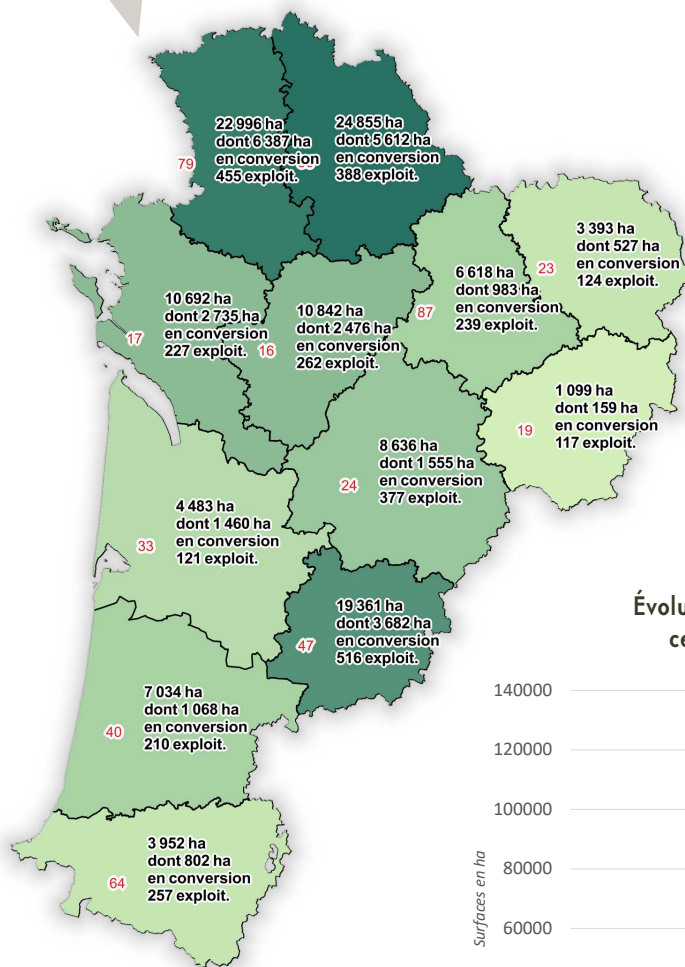 22 996 ha
dont 6 387 ha
en conversion
455 exploit.
79
24 855 ha
dont 5 612 ha
en conversion
388 exploit.
3 393 ha
dont 527 ha
en conversion
124 exploit.
23
6 618 ha
dont 983 ha
en conversion
239 exploit.
87
10 692 ha
dont 2 735 ha
en conversion
227 exploit.
17
10 842 ha
dont 2 476 ha
en conversion
262 exploit.
16
1 099 ha
dont 159 ha
en conversion
117 exploit.
19
8 636 ha
dont 1 555 ha
en conversion
377 exploit.
24
4 483 ha
dont 1 460 ha
en conversion
121 exploit.
33
19 361 ha
dont 3 682 ha
en conversion
516 exploit.
47
7 034 ha
dont 1 068 ha
en conversion
210 exploit.
40
3 952 ha
dont 802 ha
en conversion
257 exploit.
64
Évolu
ce
140000
120000
100000
80000
60000
Surfaces en ha